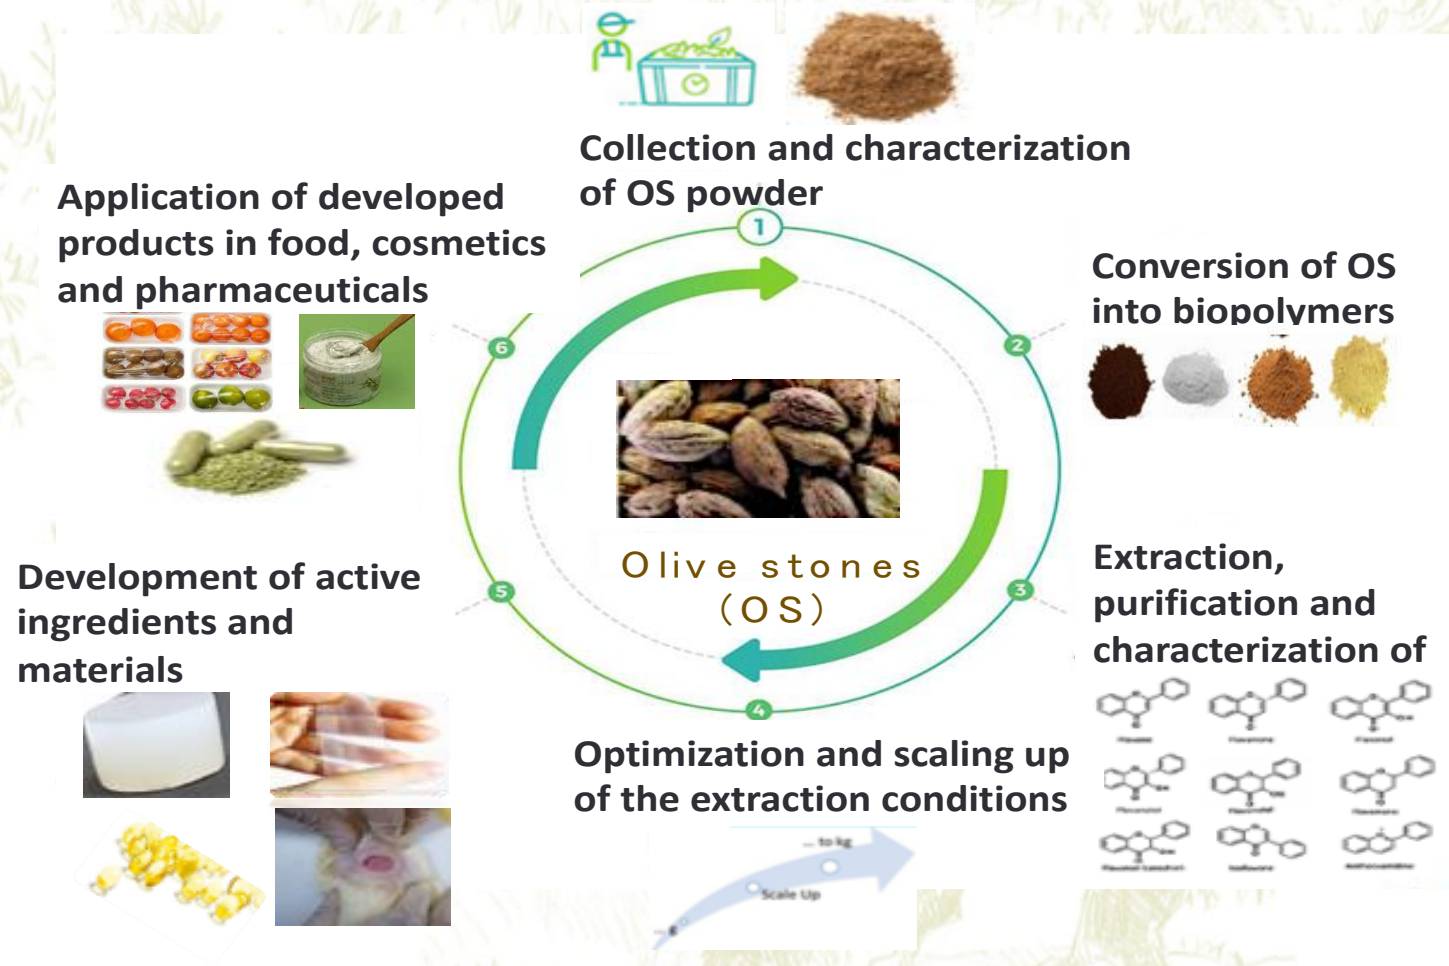 Collection and characterization
of OS powder
1
Conversion of OS
into biopolymers
2
Extraction,
purification and
characterization of
3
Optimization and scaling up
of the extraction conditions
4
... to kg
Scale Up
... g
Development of active
ingredients and
materials
5
Application of developed
products in food, cosmetics
and pharmaceuticals
6
Olive stones
(OS)